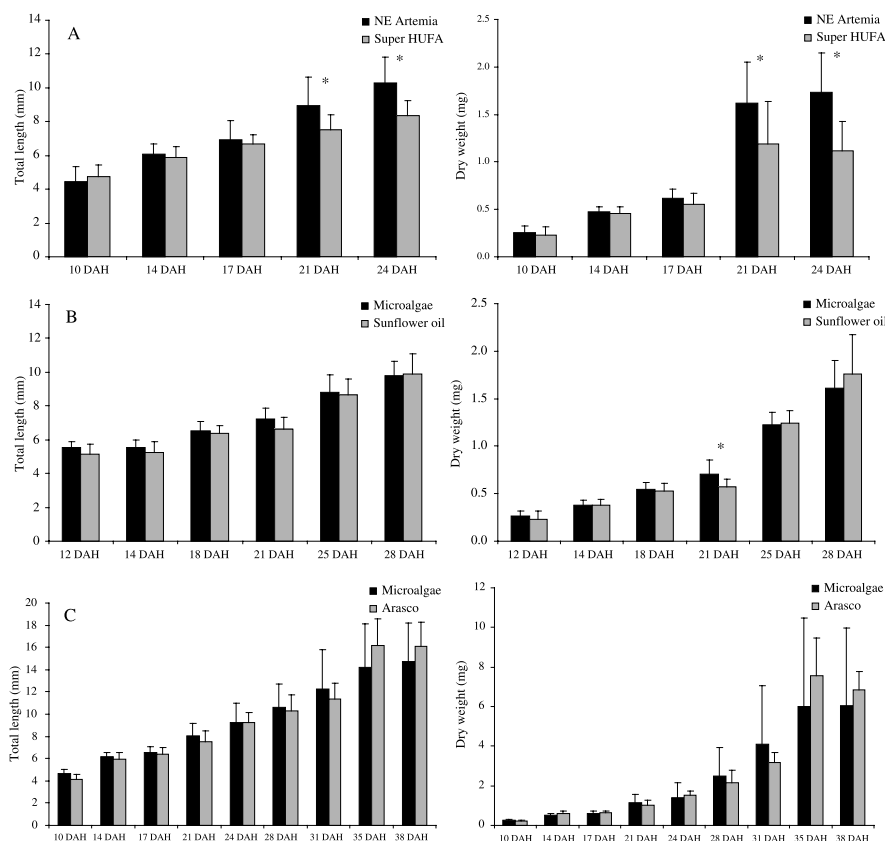 A
NE Artemia
Super HUFA
Total length (mm)
14
12
10
8
6
4
2
0
* *
10 DAH 14 DAH 17 DAH 21 DAH 24 DAH
NE Artemia
Super HUFA
Dry weight (mg)
2.5
2.0
1.5
1.0
0.5
0.0
* *
10 DAH 14 DAH 17 DAH 21 DAH 24 DAH
B
Microalgae
Sunflower oil
Total length (mm)
14
12
10
8
6
4
2
0
12 DAH 14 DAH 18 DAH 21 DAH 25 DAH 28 DAH
Microalgae
Sunflower oil
Dry weight (mg)
2.5
2.0
1.5
1.0
0.5
0.0
*
12 DAH 14 DAH 18 DAH 21 DAH 25 DAH 28 DAH
C
Microalgae
Arasco
Total length (mm)
20
18
16
14
12
10
8
6
4
2
0
10 DAH 14 DAH 17 DAH 21 DAH 24 DAH 28 DAH 31 DAH 35 DAH 38 DAH
Microalgae
Arasco
Dry weight (mg)
12
10
8
6
4
2
0
10 DAH 14 DAH 17 DAH 21 DAH 24 DAH 28 DAH 31 DAH 35 DAH 38 DAH